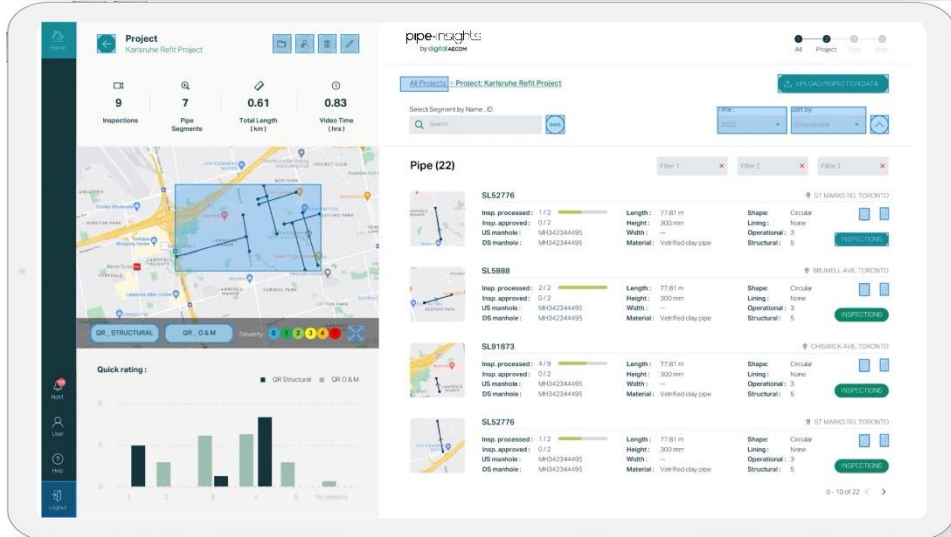 Home
Project
Karlsruhe Refit Project
9
Inspections
7
Pipe
Segments
0.61
Total Length
(km)
0.83
Video Time
(hrs)
CRICKET CLUB
CARIBOU PARK
LYTTON PARK
QR_STRUCTURAL
QR_O & M
Severity:
0
1
2
3
4
Quick rating :
QR Structural
QR O & M
6
3
0
1
2
3
4
5
No defects
Notif.
User
Help
Logout
pipe-insights
by digital AECOM
All
Project
Pipe
Insp.
All Projects > Project: Karlsruhe Refit Project
UPLOAD INSPECTION DATA
Select Segment by Name , ID:
Search
Time :
2022
Sort by:
Choose one
Pipe (22)
Filter 1
Filter 2
Filter 3
SL52776
ST MARKS RD, TORONTO
Insp. processed : 1 / 2
Length : 77.81 m
Shape: Circular
Insp. approved : 0 / 2
Height : 300 mm
Lining : None
US manhole : MH342344495
Width : --
Operational : 3
DS manhole : MH342344495
Material : Vetrified clay pipe
Structural : 5
INSPECTIONS
SL5888
BRUMELL AVE, TORONTO
Insp. processed : 2 / 2
Length : 77.81 m
Shape: Circular
Insp. approved : 0 / 2
Height : 300 mm
Lining : None
US manhole : MH342344495
Width : --
Operational : 3
DS manhole : MH342344495
Material : Vetrified clay pipe
Structural : 5
INSPECTIONS
SL91873
CHISWICK AVE, TORONTO
Insp. processed : 4 / 9
Length : 77.81 m
Shape: Circular
Insp. approved : 0 / 2
Height : 300 mm
Lining : None
US manhole : MH342344495
Width : --
Operational : 3
DS manhole : MH342344495
Material : Vetrified clay pipe
Structural : 5
INSPECTIONS
SL52776
ST MARKS RD, TORONTO
Insp. processed : 1 / 2
Length : 77.81 m
Shape: Circular
Insp. approved : 0 / 2
Height : 300 mm
Lining : None
US manhole : MH342344495
Width : --
Operational : 3
DS manhole : MH342344495
Material : Vetrified clay pipe
Structural : 5
INSPECTIONS
0 - 10 of 22